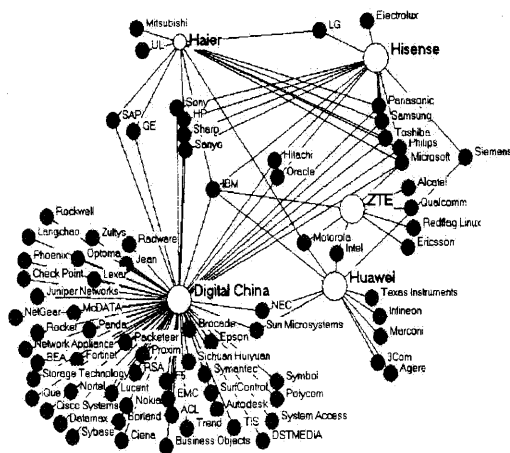 Mitsubishi
UL
Haier
LG
Electrolux
Hisense
SAP
GE
Sony
HP
Sharp
Sanyo
Panasonic
Samsung
Toshiba
Philips
Microsoft
Siemens
Hitachi
Oracle
IBM
ZTE
Alcatel
Qualcomm
Redflag Linux
Ericsson
Motorola
Intel
Huawei
Texas Instruments
Infineon
Marconi
3Com
Agere
NEC
Sun Microsystems
Digital China
Rockwell
Langchao
Zultys
Radware
Phoenix
Optoma
Jean
Check Point
Lexar
Juniper Networks
NetGear
McDATA
Rocket
Panda
Packeteer
Brocade
Epson
Network Appliance
Proxim
BEA
Fortinet
Sichuan Huiyuan
Storage Technology
RSA
F5
Symantec
Symbol
Que
Nortel
Lucent
Nokia
EMC
SurfControl
Polycom
Cisco Systems
Borland
ACL
Autodesk
Datamax
Trend
TIS
System Access
Sybase
Ciena
Business Objects
DSTMEDIA